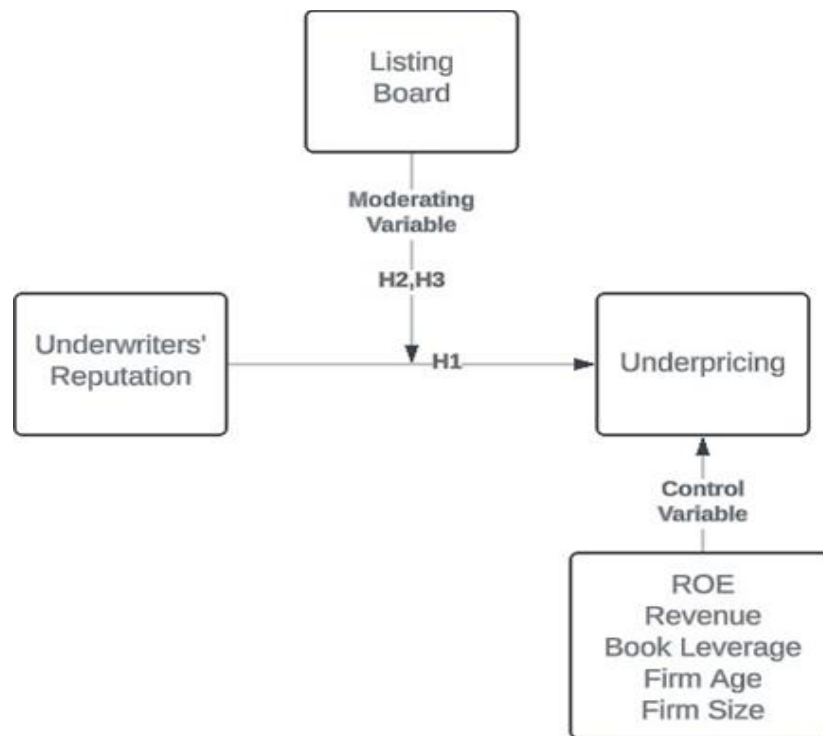 Listing
Board
Moderating
Variable
H2,H3
Underwriters'
Reputation
H1
Underpricing
Control
Variable
ROE
Revenue
Book Leverage
Firm Age
Firm Size